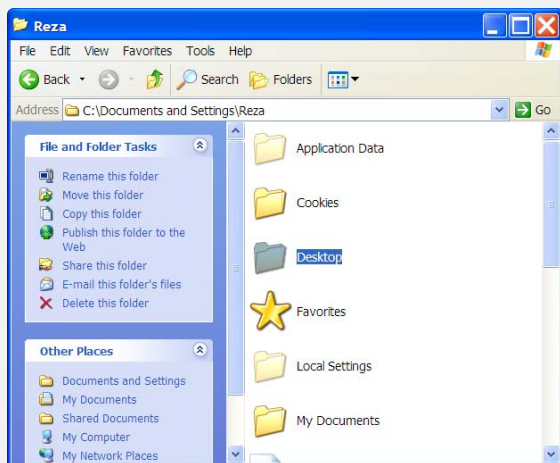 Reza
File Edit View Favorites Tools Help
Back Search Folders
Address C:\Documents and Settings\Reza Go
File and Folder Tasks
Rename this folder
Move this folder
Copy this folder
Publish this folder to the
Web
Share this folder
E-mail this folder's files
Delete this folder
Other Places
Documents and Settings
My Documents
Shared Documents
My Computer
My Network Places
Application Data
Cookies
Desktop
Favorites
Local Settings
My Documents